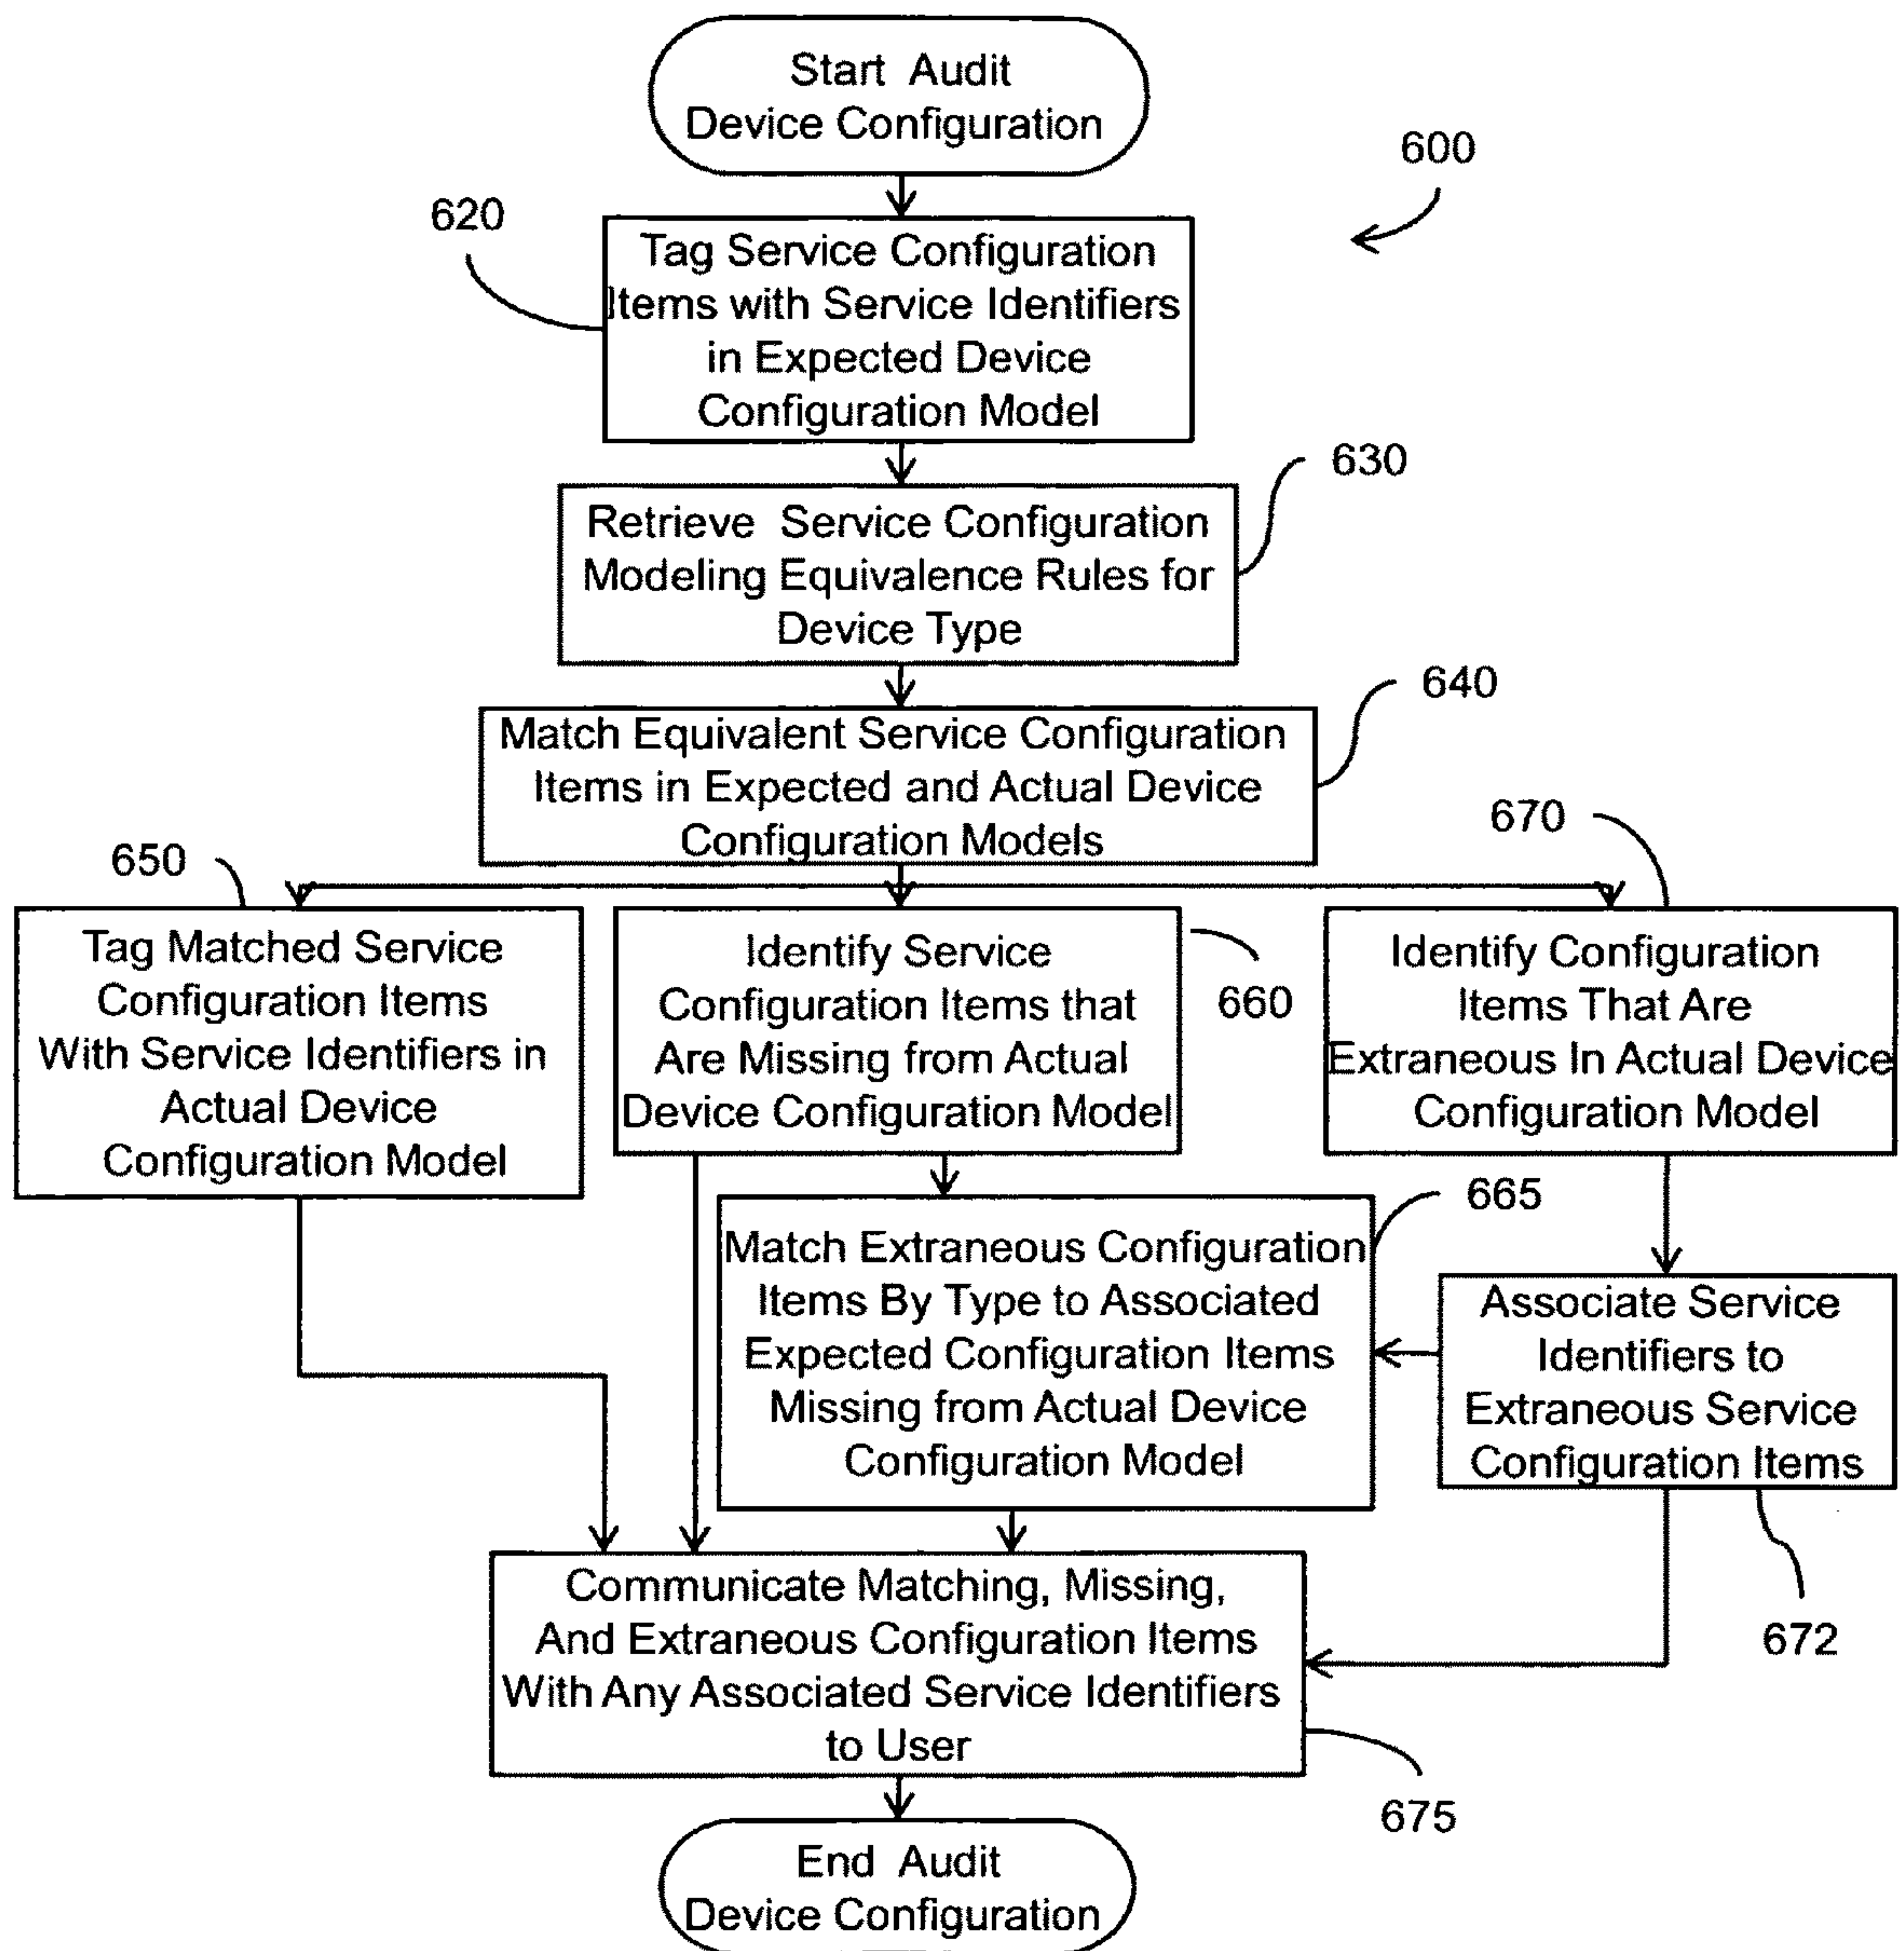 Start Audit
Device Configuration
600
620
Tag Service Configuration
Items with Service Identifiers
in Expected Device
Configuration Model
630
Retrieve Service Configuration
Modeling Equivalence Rules for
Device Type
640
Match Equivalent Service Configuration
Items in Expected and Actual Device
Configuration Models
650
Tag Matched Service
Configuration Items
With Service Identifiers in
Actual Device
Configuration Model
660
Identify Service
Configuration Items that
Are Missing from Actual
Device Configuration Model
670
Identify Configuration
Items That Are
Extraneous In Actual Device
Configuration Model
665
Match Extraneous Configuration
Items By Type to Associated
Expected Configuration Items
Missing from Actual Device
Configuration Model
Associate Service
Identifiers to
Extraneous Service
Configuration Items
672
Communicate Matching, Missing,
And Extraneous Configuration Items
With Any Associated Service Identifiers
to User
675
End Audit
Device Configuration